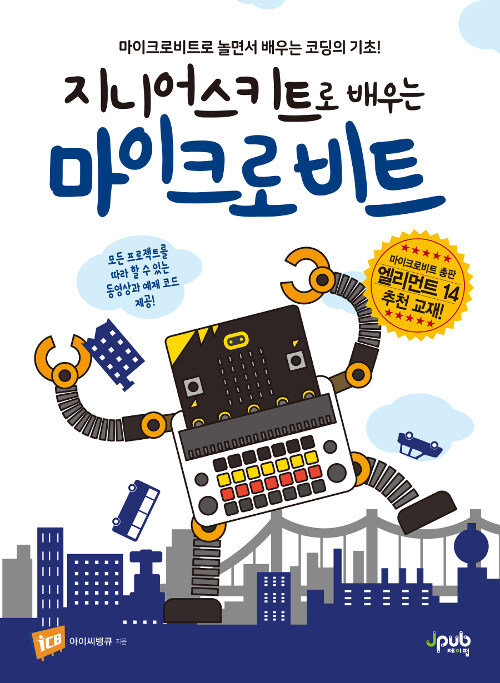 마이크로비트로 놀면서 배우는 코딩의 기초!
지니어스키트로 배우는
마이크로비트
모든 프로젝트를
따라 할 수 있는
동영상과 예제 코드
제공!
마이크로비트 총판
엘리먼트 14
추천 교재!
iCB 아이씨뱅큐 지음
Jpub
제이펍